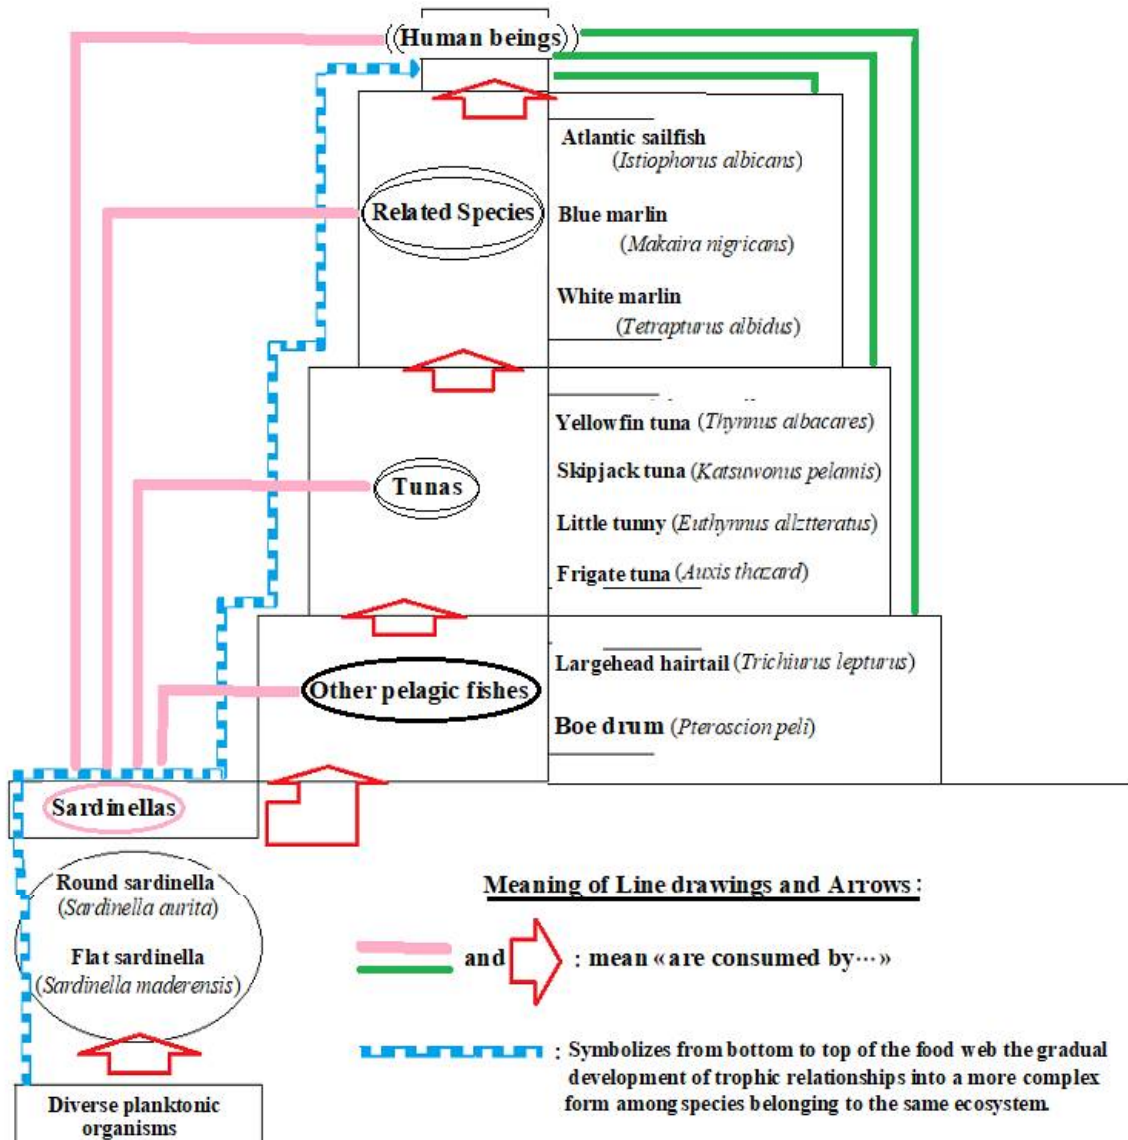 ((Human beings))
Atlantic sailfish
(Istiophorus albicans)
Related Species
Blue marlin
(Makaira nigricans)
White marlin
(Tetrapturus albidus)
Yellowfin tuna (Thynnus albacares)
Skipjack tuna (Katsuwonus pelamis)
Tunas
Little tunny (Euthynnus allztteratus)
Frigate tuna (Auxis thazard)
Largehead hairtail (Trichiurus lepturus)
Other pelagic fishes
Boe drum (Pteroscion peli)
Sardinellas
Round sardinella
(Sardinella aurita)
Flat sardinella
(Sardinella maderensis)
Diverse planktonic
organisms
Meaning of Line drawings and Arrows:
and : mean «are consumed by···»
: Symbolizes from bottom to top of the food web the gradual
development of trophic relationships into a more complex
form among species belonging to the same ecosystem.